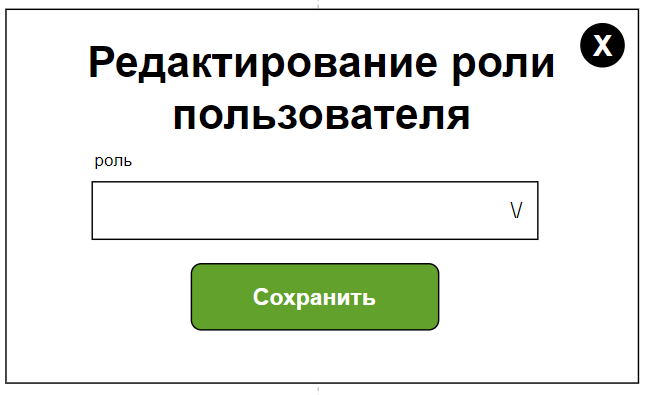 X
Редактирование роли
пользователя
роль
\/
Сохранить